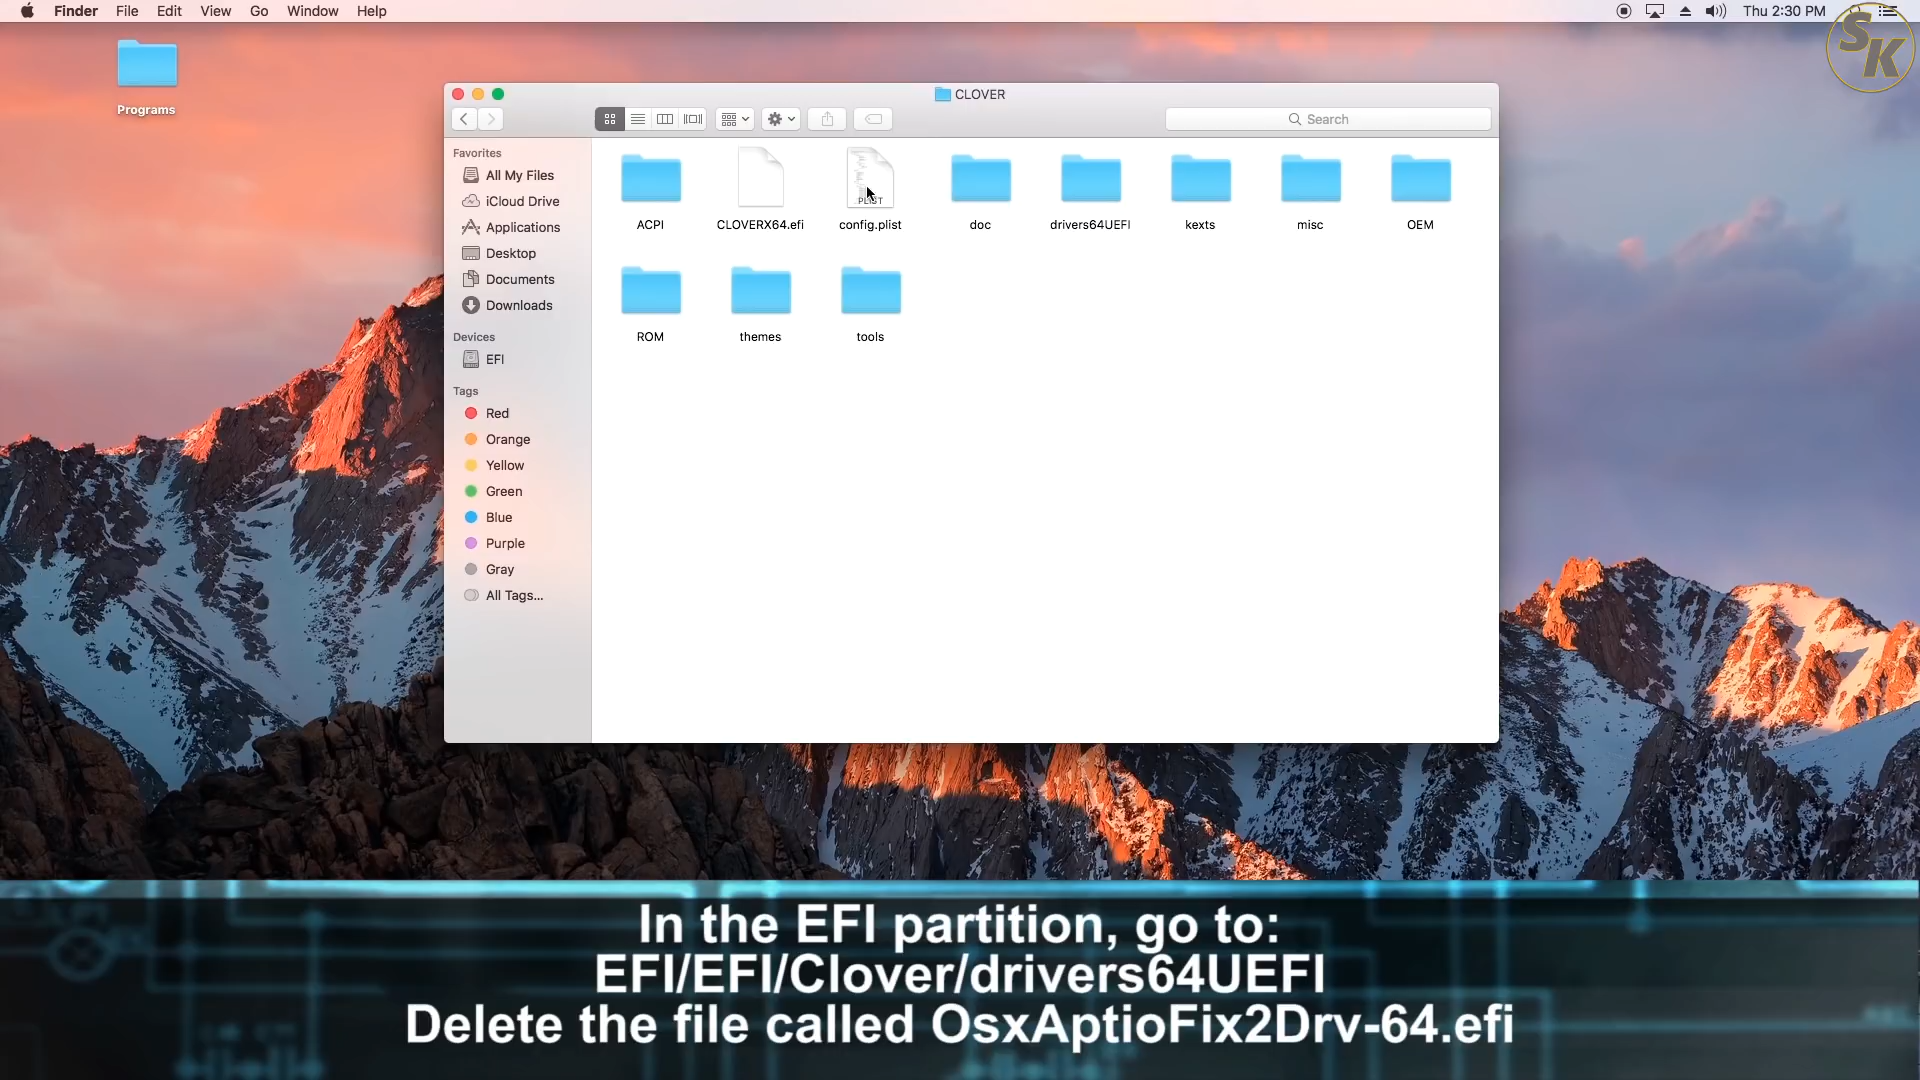 Finder File Edit View Go Window Help
Thu 2:30 PM
SK
Programs
CLOVER
Search
Favorites
All My Files
iCloud Drive
Applications
Desktop
Documents
Downloads
Devices
EFI
Tags
Red
Orange
Yellow
Green
Blue
Purple
Gray
All Tags...
PLIST
ACPI CLOVERX64.efi config.plist doc drivers64UEFI kexts misc OEM
ROM themes tools
In the EFI partition, go to:
EFI/EFI/Clover/drivers64UEFI
Delete the file called OsxAptioFix2Drv-64.efi